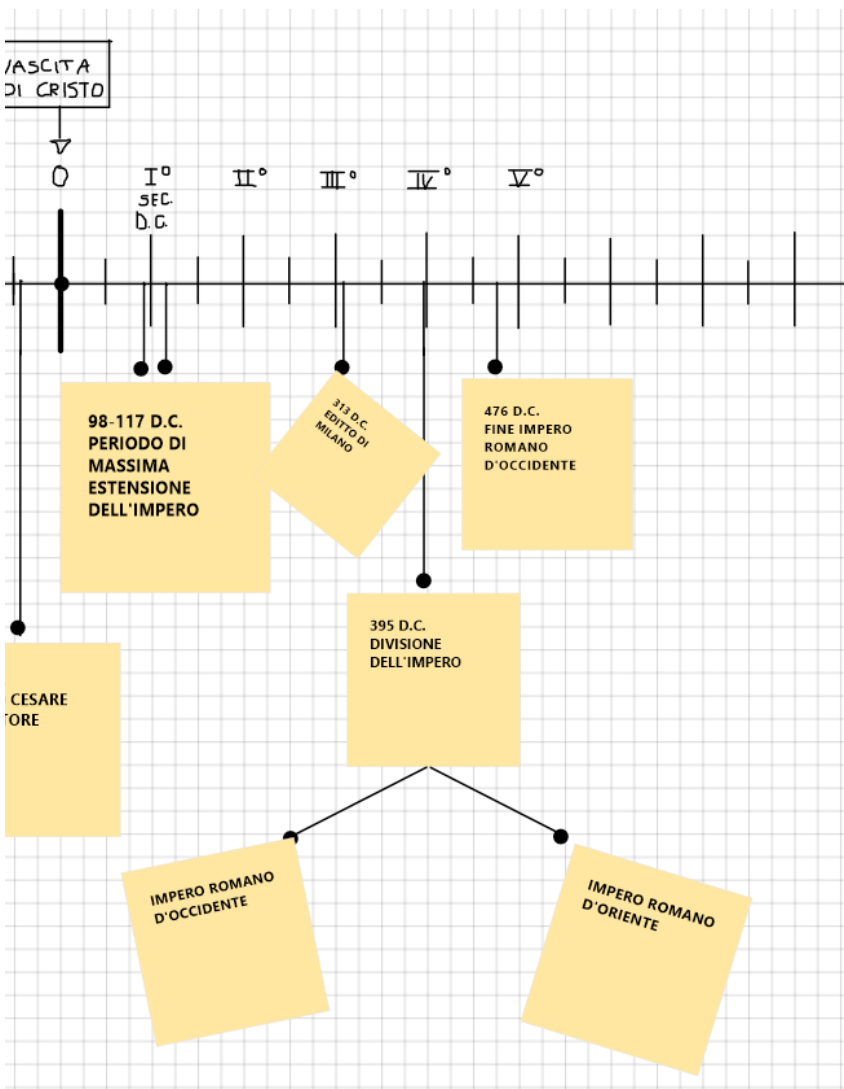 VASCITA
DI CRISTO
0
I° II° III° IV° V°
SEC.
D.C.
98-117 D.C.
PERIODO DI
MASSIMA
ESTENSIONE
DELL'IMPERO
313 D.C.
EDITTO DI
MILANO
476 D.C.
FINE IMPERO
ROMANO
D'OCCIDENTE
395 D.C.
DIVISIONE
DELL'IMPERO
CESARE
TORE
IMPERO ROMANO
D'OCCIDENTE
IMPERO ROMANO
D'ORIENTE